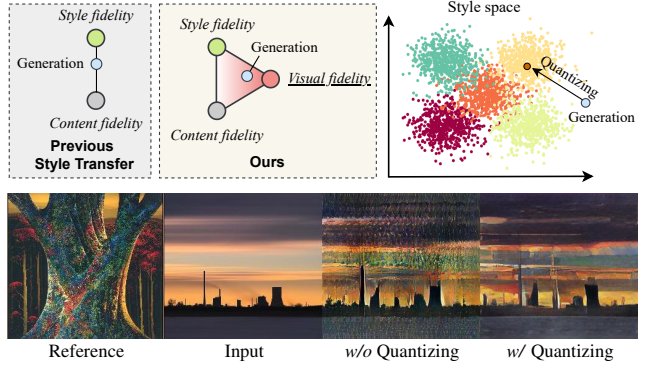 Style fidelity
Generation
Content fidelity
Previous
Style Transfer
Style fidelity
Generation
Visual fidelity
Content fidelity
Ours
Style space
Quantizing
Generation
Reference
Input
w/o Quantizing
w/ Quantizing